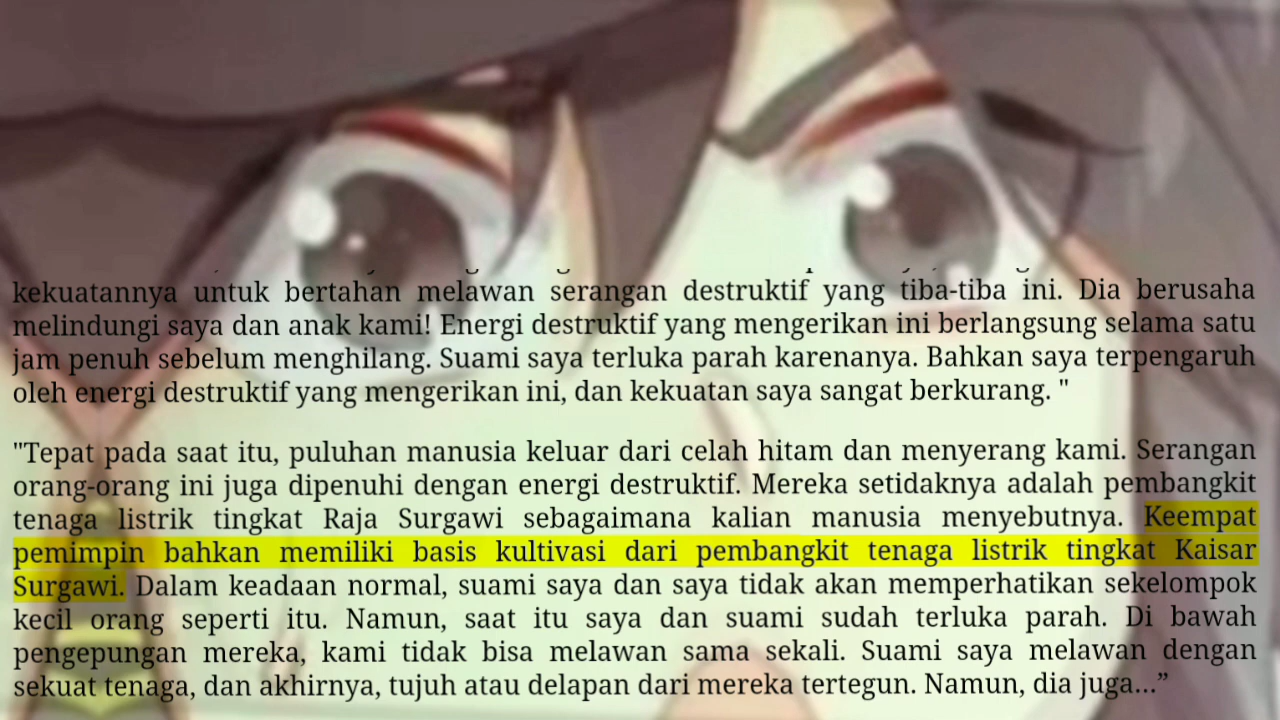 kekuatannya untuk bertahan melawan serangan destruktif yang tiba-tiba ini. Dia berusaha
melindungi saya dan anak kami! Energi destruktif yang mengerikan ini berlangsung selama satu
jam penuh sebelum menghilang. Suami saya terluka parah karenanya. Bahkan saya terpengaruh
oleh energi destruktif yang mengerikan ini, dan kekuatan saya sangat berkurang. "
"Tepat pada saat itu, puluhan manusia keluar dari celah hitam dan menyerang kami. Serangan
orang-orang ini juga dipenuhi dengan energi destruktif. Mereka setidaknya adalah pembangkit
tenaga listrik tingkat Raja Surgawi sebagaimana kalian manusia menyebutnya. Keempat
pemimpin bahkan memiliki basis kultivasi dari pembangkit tenaga listrik tingkat Kaisar
Surgawi. Dalam keadaan normal, suami saya dan saya tidak akan memperhatikan sekelompok
kecil orang seperti itu. Namun, saat itu saya dan suami sudah terluka parah. Di bawah
pengepungan mereka, kami tidak bisa melawan sama sekali. Suami saya melawan dengan
sekuat tenaga, dan akhirnya, tujuh atau delapan dari mereka tertegun. Namun, dia juga…”